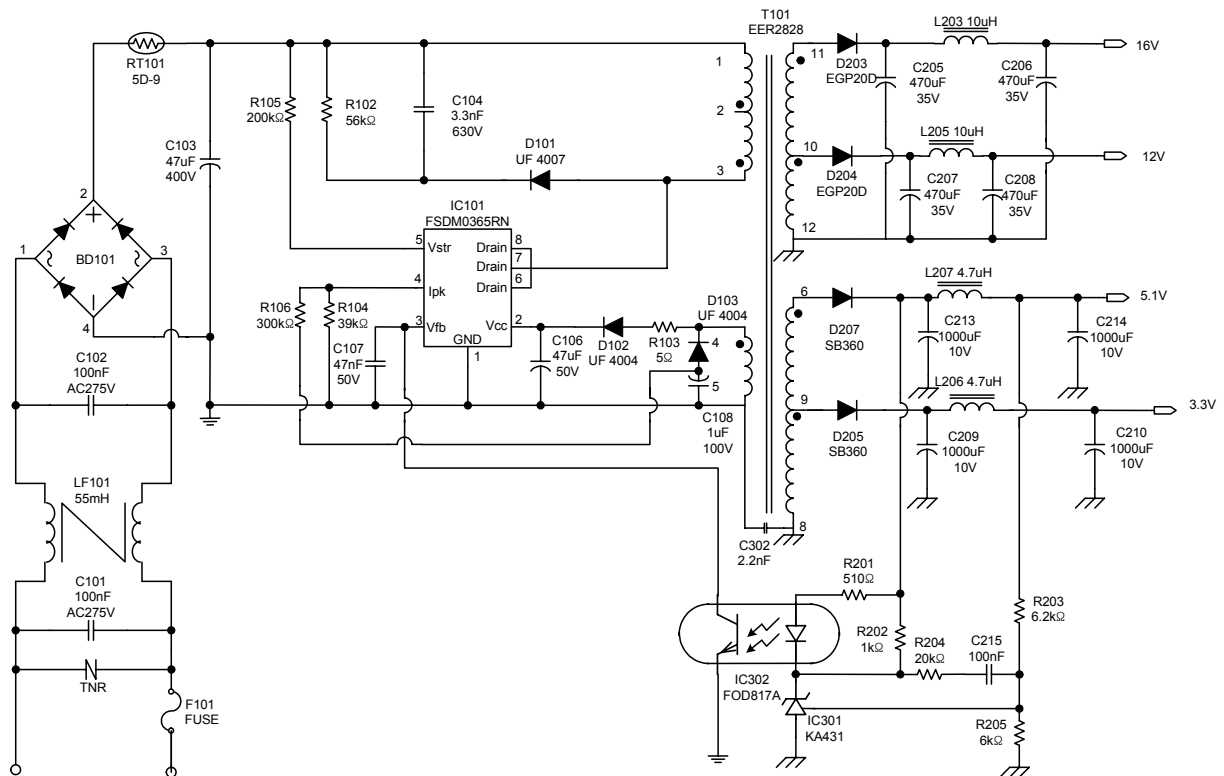 T101
EER2828
RT101
5D-9
C103
47uF
400V
R105
200kΩ
R102
56kΩ
C104
3.3nF
630V
D101
UF 4007
1
2
3
11
10
12
D203
EGP20D
C205
470uF
35V
L203 10uH
C206
470uF
35V
16V
D204
EGP20D
L205 10uH
C207
470uF
35V
C208
470uF
35V
12V
2
1
BD101
3
4
IC101
FSDM0365RN
5
Vstr
Drain
8
Drain
7
Drain
6
4
Ipk
3
Vfb
Vcc
2
GND
1
R106
300kΩ
R104
39kΩ
C107
47nF
50V
C106
47uF
50V
D102
UF 4004
R103
5Ω
D103
UF 4004
4
5
C108
1uF
100V
6
9
8
D207
SB360
L207 4.7uH
C213
1000uF
10V
C214
1000uF
10V
5.1V
D205
SB360
L206 4.7uH
C209
1000uF
10V
C210
1000uF
10V
3.3V
C302
2.2nF
C102
100nF
AC275V
LF101
55mH
C101
100nF
AC275V
TNR
F101
FUSE
R201
510Ω
R202
1kΩ
R204
20kΩ
C215
100nF
R203
6.2kΩ
R205
6kΩ
IC302
FOD817A
IC301
KA431